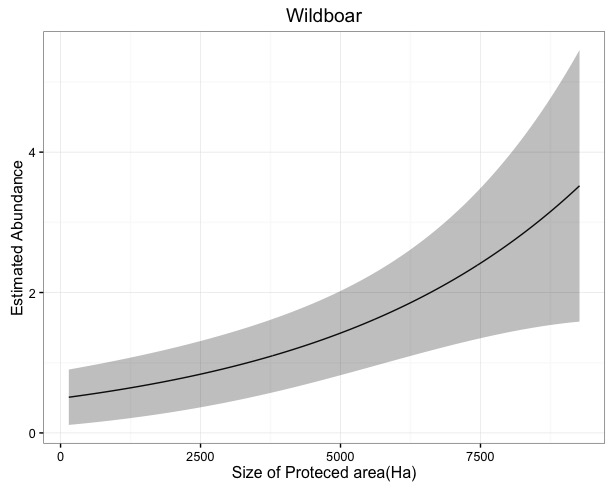 Wildboar
Estimated Abundance
4
2
0
0 2500 5000 7500
Size of Proteced area(Ha)